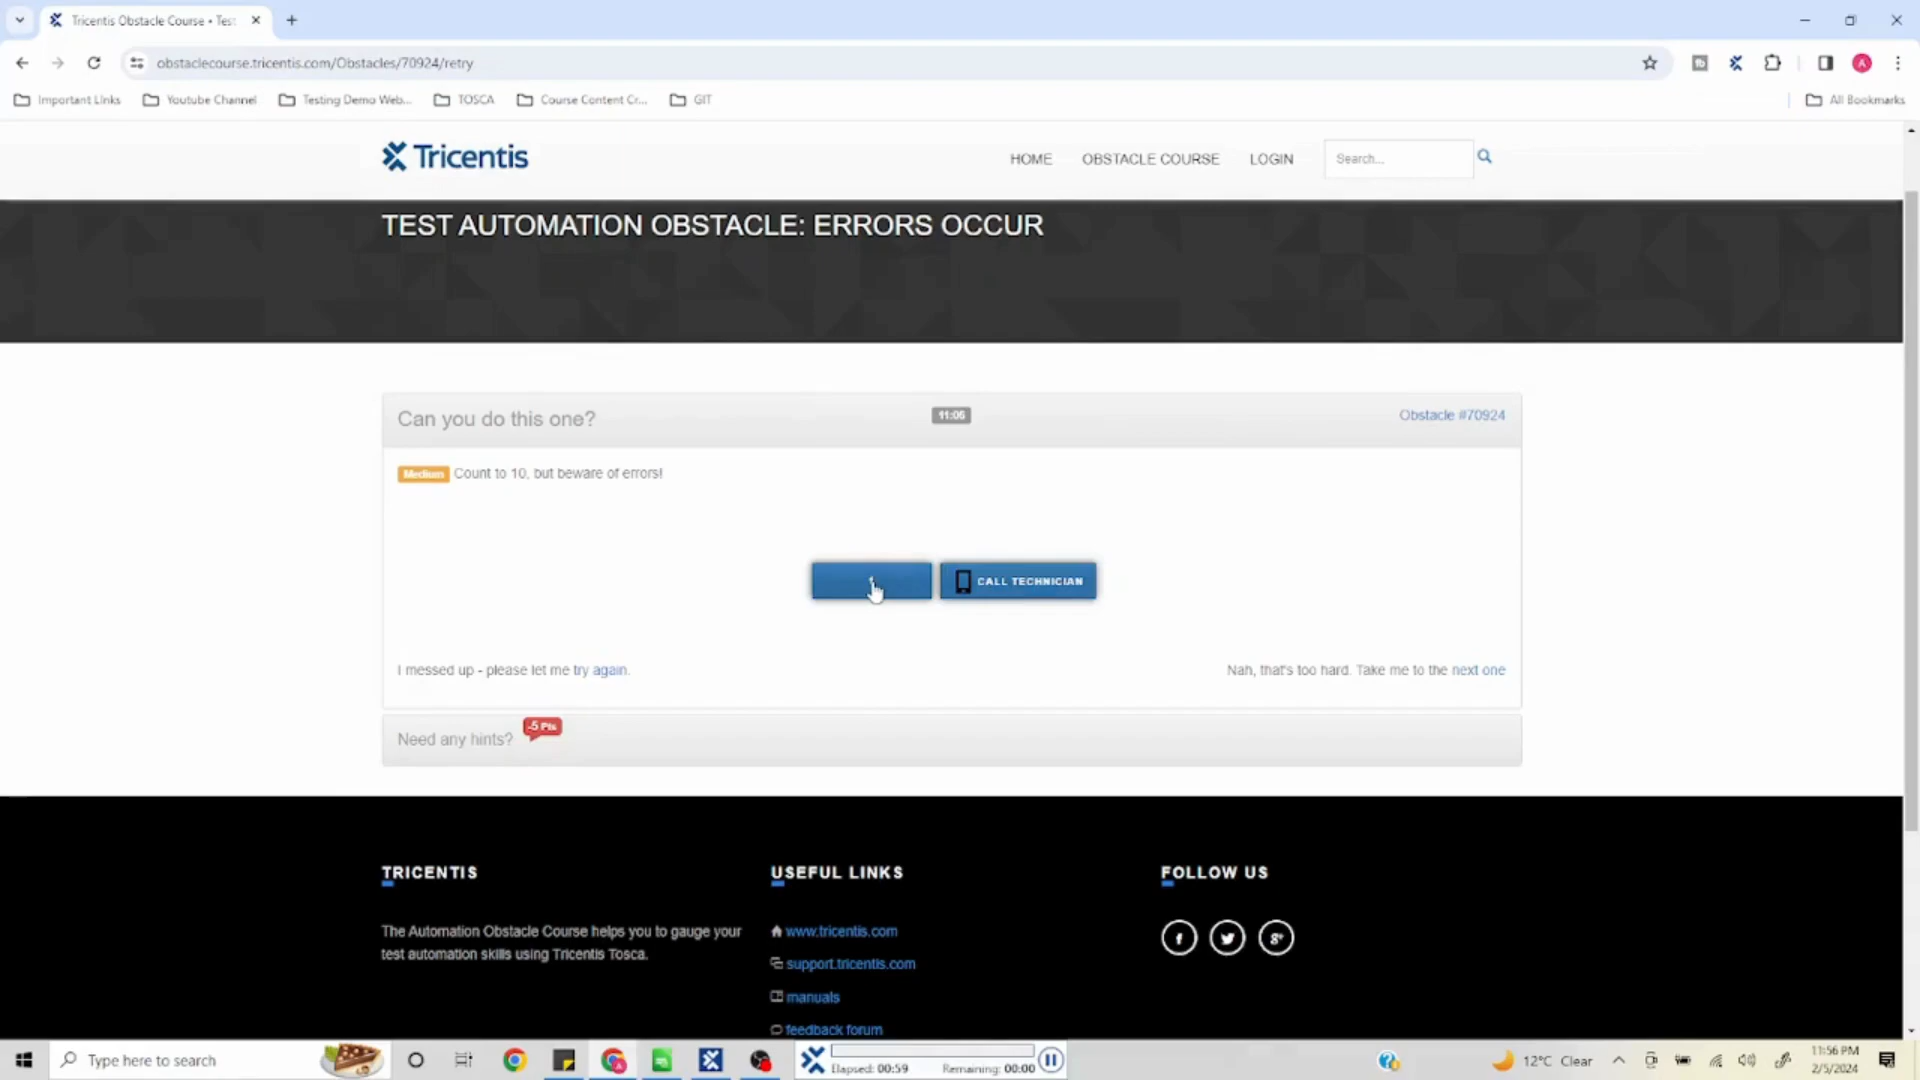 Tricentis Obstacle Course • Test
obstaclecourse.tricentis.com/Obstacles/70924/retry
Important Links
Youtube Channel
Testing Demo Web...
TOSCA
Course Content Cr...
GIT
All Bookmarks
Tricentis
HOME
OBSTACLE COURSE
LOGIN
Search...
TEST AUTOMATION OBSTACLE: ERRORS OCCUR
Can you do this one?
11:06
Obstacle #70924
Medium Count to 10, but beware of errors!
CALL TECHNICIAN
I messed up - please let me try again.
Nah, that's too hard. Take me to the next one
Need any hints?
-5 Pts
TRICENTIS
USEFUL LINKS
FOLLOW US
The Automation Obstacle Course helps you to gauge your
test automation skills using Tricentis Tosca.
www.tricentis.com
support.tricentis.com
manuals
feedback forum
Type here to search
Elapsed: 00:59
Remaining: 00:00
12°C Clear
11:56 PM
2/5/2024